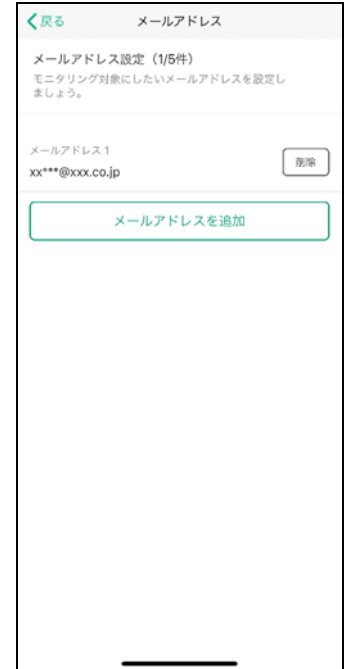 戻る メールアドレス
メールアドレス設定（1/5件）
モニタリング対象にしたいメールアドレスを設定し
ましょう。
メールアドレス 1
xx***@xxx.co.jp
削除
メールアドレスを追加